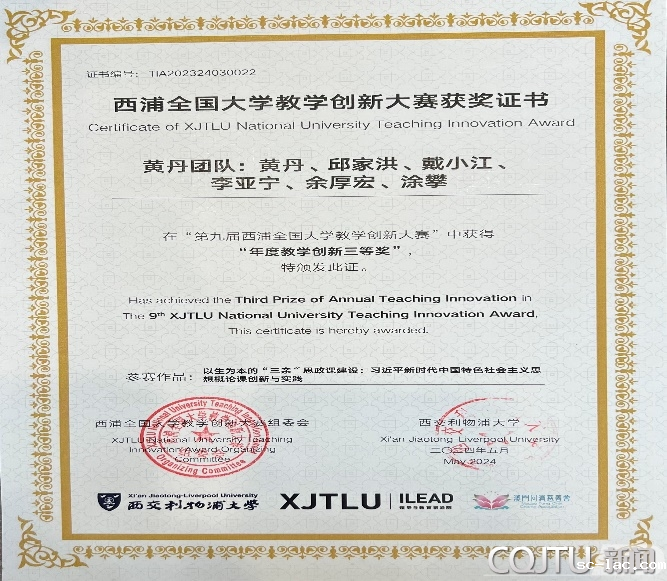 证书编号: TIA202324030022
西浦全国大学教学创新大赛获奖证书
Certificate of XJTLU National University Teaching Innovation Award
黄丹团队：黄丹、邱家洪、戴小江、
李亚宁、余厚宏、涂攀
在“第九届西浦全国大学教学创新大赛”中获得
“年度教学创新三等奖”，
特颁发此证。
Has achieved the Third Prize of Annual Teaching Innovation in
The 9th XJTLU National University Teaching Innovation Award.
This certificate is hereby awarded.
参赛作品：以生为本的“三亲”思政课建设：习近平新时代中国特色社会主义思
想概论课创新与实践
西浦全国大学教学创新大赛组委会
XJTLU National University Teaching
Innovation Award Organizing
Committee
西交利物浦大学
Xi'an Jiaotong-Liverpool University
二〇二四年五月
May 2024
Xi'an Jiaotong-Liverpool University
西交利物浦大学
XJTLU
ILEAD
CQJTU 新闻
sc-lac.com